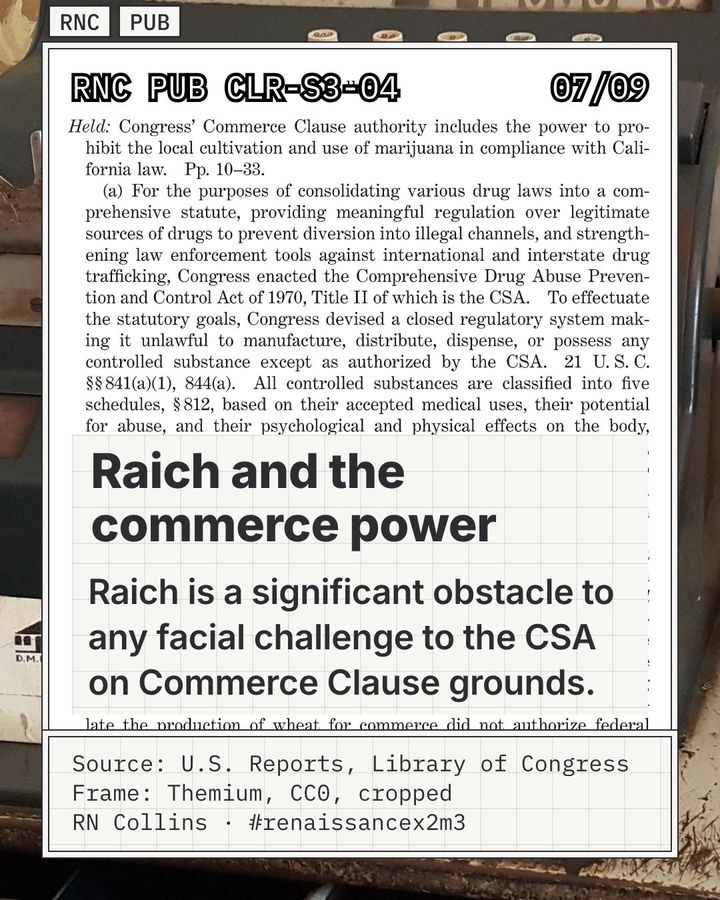 RNC PUB
RNC PUB CLR-S3-04 07/09
Held: Congress’ Commerce Clause authority includes the power to pro-
hibit the local cultivation and use of marijuana in compliance with Cali-
fornia law. Pp. 10–33.
(a) For the purposes of consolidating various drug laws into a com-
prehensive statute, providing meaningful regulation over legitimate
sources of drugs to prevent diversion into illegal channels, and strength-
ening law enforcement tools against international and interstate drug
trafficking, Congress enacted the Comprehensive Drug Abuse Preven-
tion and Control Act of 1970, Title II of which is the CSA. To effectuate
the statutory goals, Congress devised a closed regulatory system mak-
ing it unlawful to manufacture, distribute, dispense, or possess any
controlled substance except as authorized by the CSA. 21 U. S. C.
§§ 841(a)(1), 844(a). All controlled substances are classified into five
schedules, § 812, based on their accepted medical uses, their potential
for abuse, and their psychological and physical effects on the body,
Raich and the
commerce power
Raich is a significant obstacle to
any facial challenge to the CSA
on Commerce Clause grounds.
late the production of wheat for commerce did not authorize federal
Source: U.S. Reports, Library of Congress
Frame: Themium, CC0, cropped
RN Collins · #renaissancex2m3